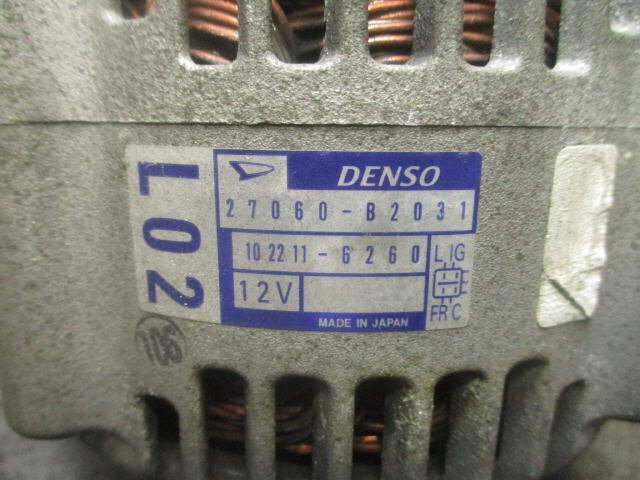 L02
DENSO
27060-B2031
102211-6260
12V
L IG
FR C
MADE IN JAPAN